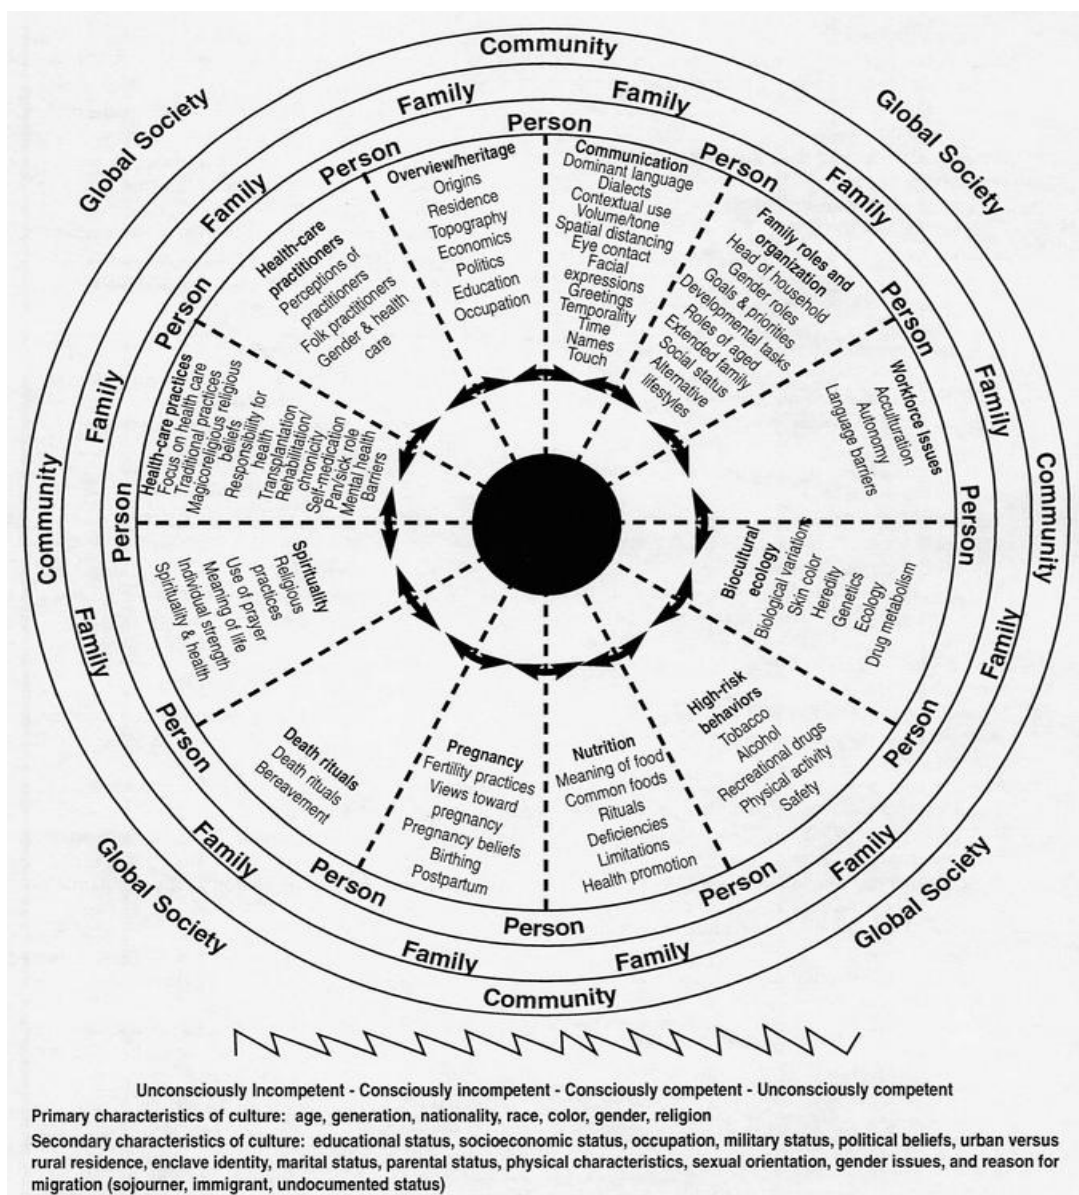 Community
Global Society
Global Society
Family
Family
Person
Person
Person
Family
Family
Overview/heritage
Origins
Residence
Topography
Economics
Politics
Education
Occupation
Communication
Dominant language
Dialects
Contextual use
Volume/tone
Spatial distancing
Eye contact
Facial
expressions
Greetings
Temporality
Time
Names
Touch
Family roles and
organization
Head of household
Gender roles
Goals & priorities
Developmental tasks
Roles of aged
Extended family
Social status
Alternative
lifestyles
Person
Family
Workforce Issues
Acculturation
Autonomy
Language barriers
Person
Community
Biocultural
ecology
Biological variations
Skin color
Heredity
Genetics
Ecology
Drug metabolism
Family
Person
High-risk
behaviors
Tobacco
Alcohol
Recreational drugs
Physical activity
Safety
Family
Global Society
Person
Nutrition
Meaning of food
Common foods
Rituals
Deficiencies
Limitations
Health promotion
Person
Family
Pregnancy
Fertility practices
Views toward
pregnancy
Pregnancy beliefs
Birthing
Postpartum
Family
Person
Death rituals
Death rituals
Bereavement
Family
Global Society
Person
Spirituality
Religious
practices
Use of prayer
Meaning of life
Individual strength
Spirituality & health
Family
Person
Community
Health-care practices
Focus on health care
Traditional practices
Magicoreligious religious
beliefs
Responsibility for
health
Transplantation
Rehabilitation/
chronicity
Self-medication
Pan/sick role
Mental health
Barriers
Family
Person
Health-care
practitioners
Perceptions of
practitioners
Folk practitioners
Gender & health
care
Community
Unconsciously Incompetent - Consciously incompetent - Consciously competent - Unconsciously competent
Primary characteristics of culture: age, generation, nationality, race, color, gender, religion
Secondary characteristics of culture: educational status, socioeconomic status, occupation, military status, political beliefs, urban versus
rural residence, enclave identity, marital status, parental status, physical characteristics, sexual orientation, gender issues, and reason for
migration (sojourner, immigrant, undocumented status)